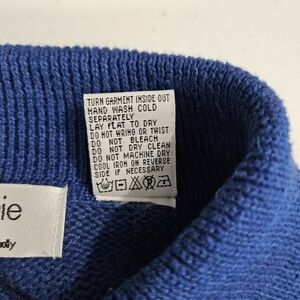 TURN GARMENT INSIDE OUT
HAND WASH COLD
SEPARATELY
LAY FLAT TO DRY
DO NOT WRING OR TWIST
DO NOT BLEACH
DO NOT DRY CLEAN
DO NOT MACHINE DRY
COOL IRON ON REVERSE
SIDE IF NECESSARY
ie